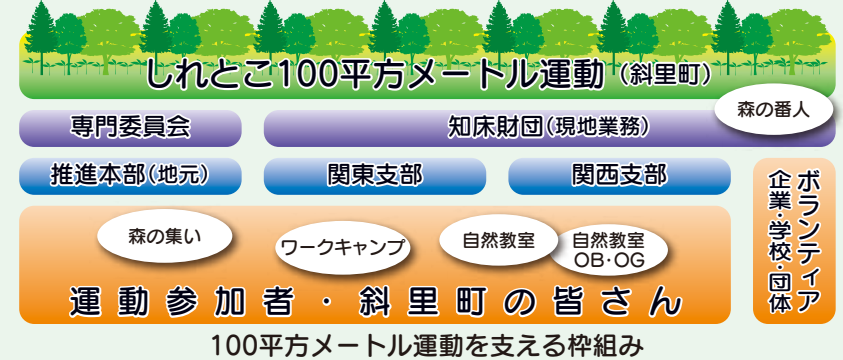 しれとこ100平方メートル運動（斜里町）
森の番人
専門委員会
知床財団（現地業務）
推進本部（地元）
関東支部
関西支部
ボランティア
企業・学校・団体
森の集い
ワークキャンプ
自然教室
自然教室
OB・OG
運動参加者・斜里町の皆さん
100平方メートル運動を支える枠組み